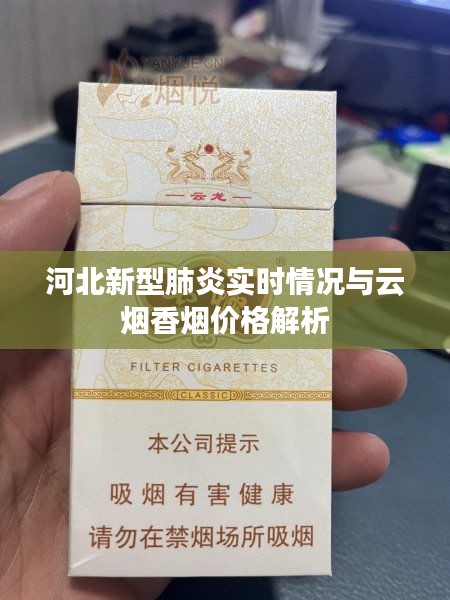 YANYUE.CN
烟悦
云龙
河北新型肺炎实时情况与云
烟香烟价格解析
FILTER CIGARETTES
CLASSIC
本公司提示
吸烟有害健康
请勿在禁烟场所吸烟